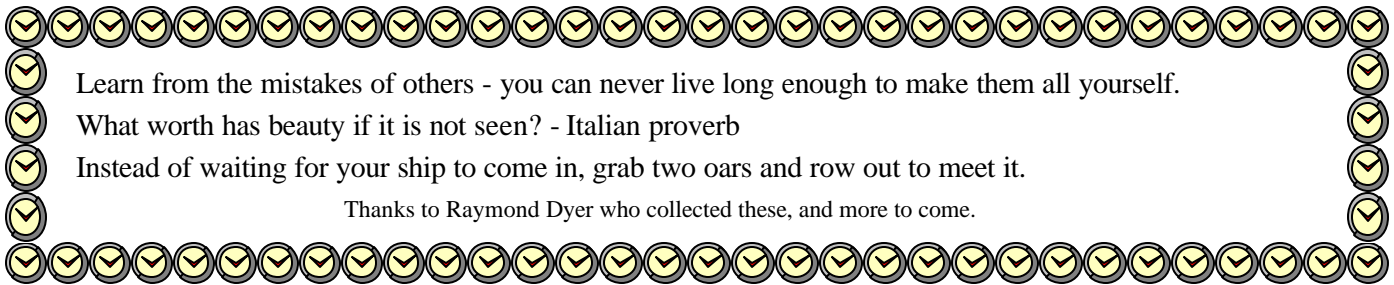 Learn from the mistakes of others - you can never live long enough to make them all yourself.
What worth has beauty if it is not seen? - Italian proverb
Instead of waiting for your ship to come in, grab two oars and row out to meet it.
Thanks to Raymond Dyer who collected these, and more to come.